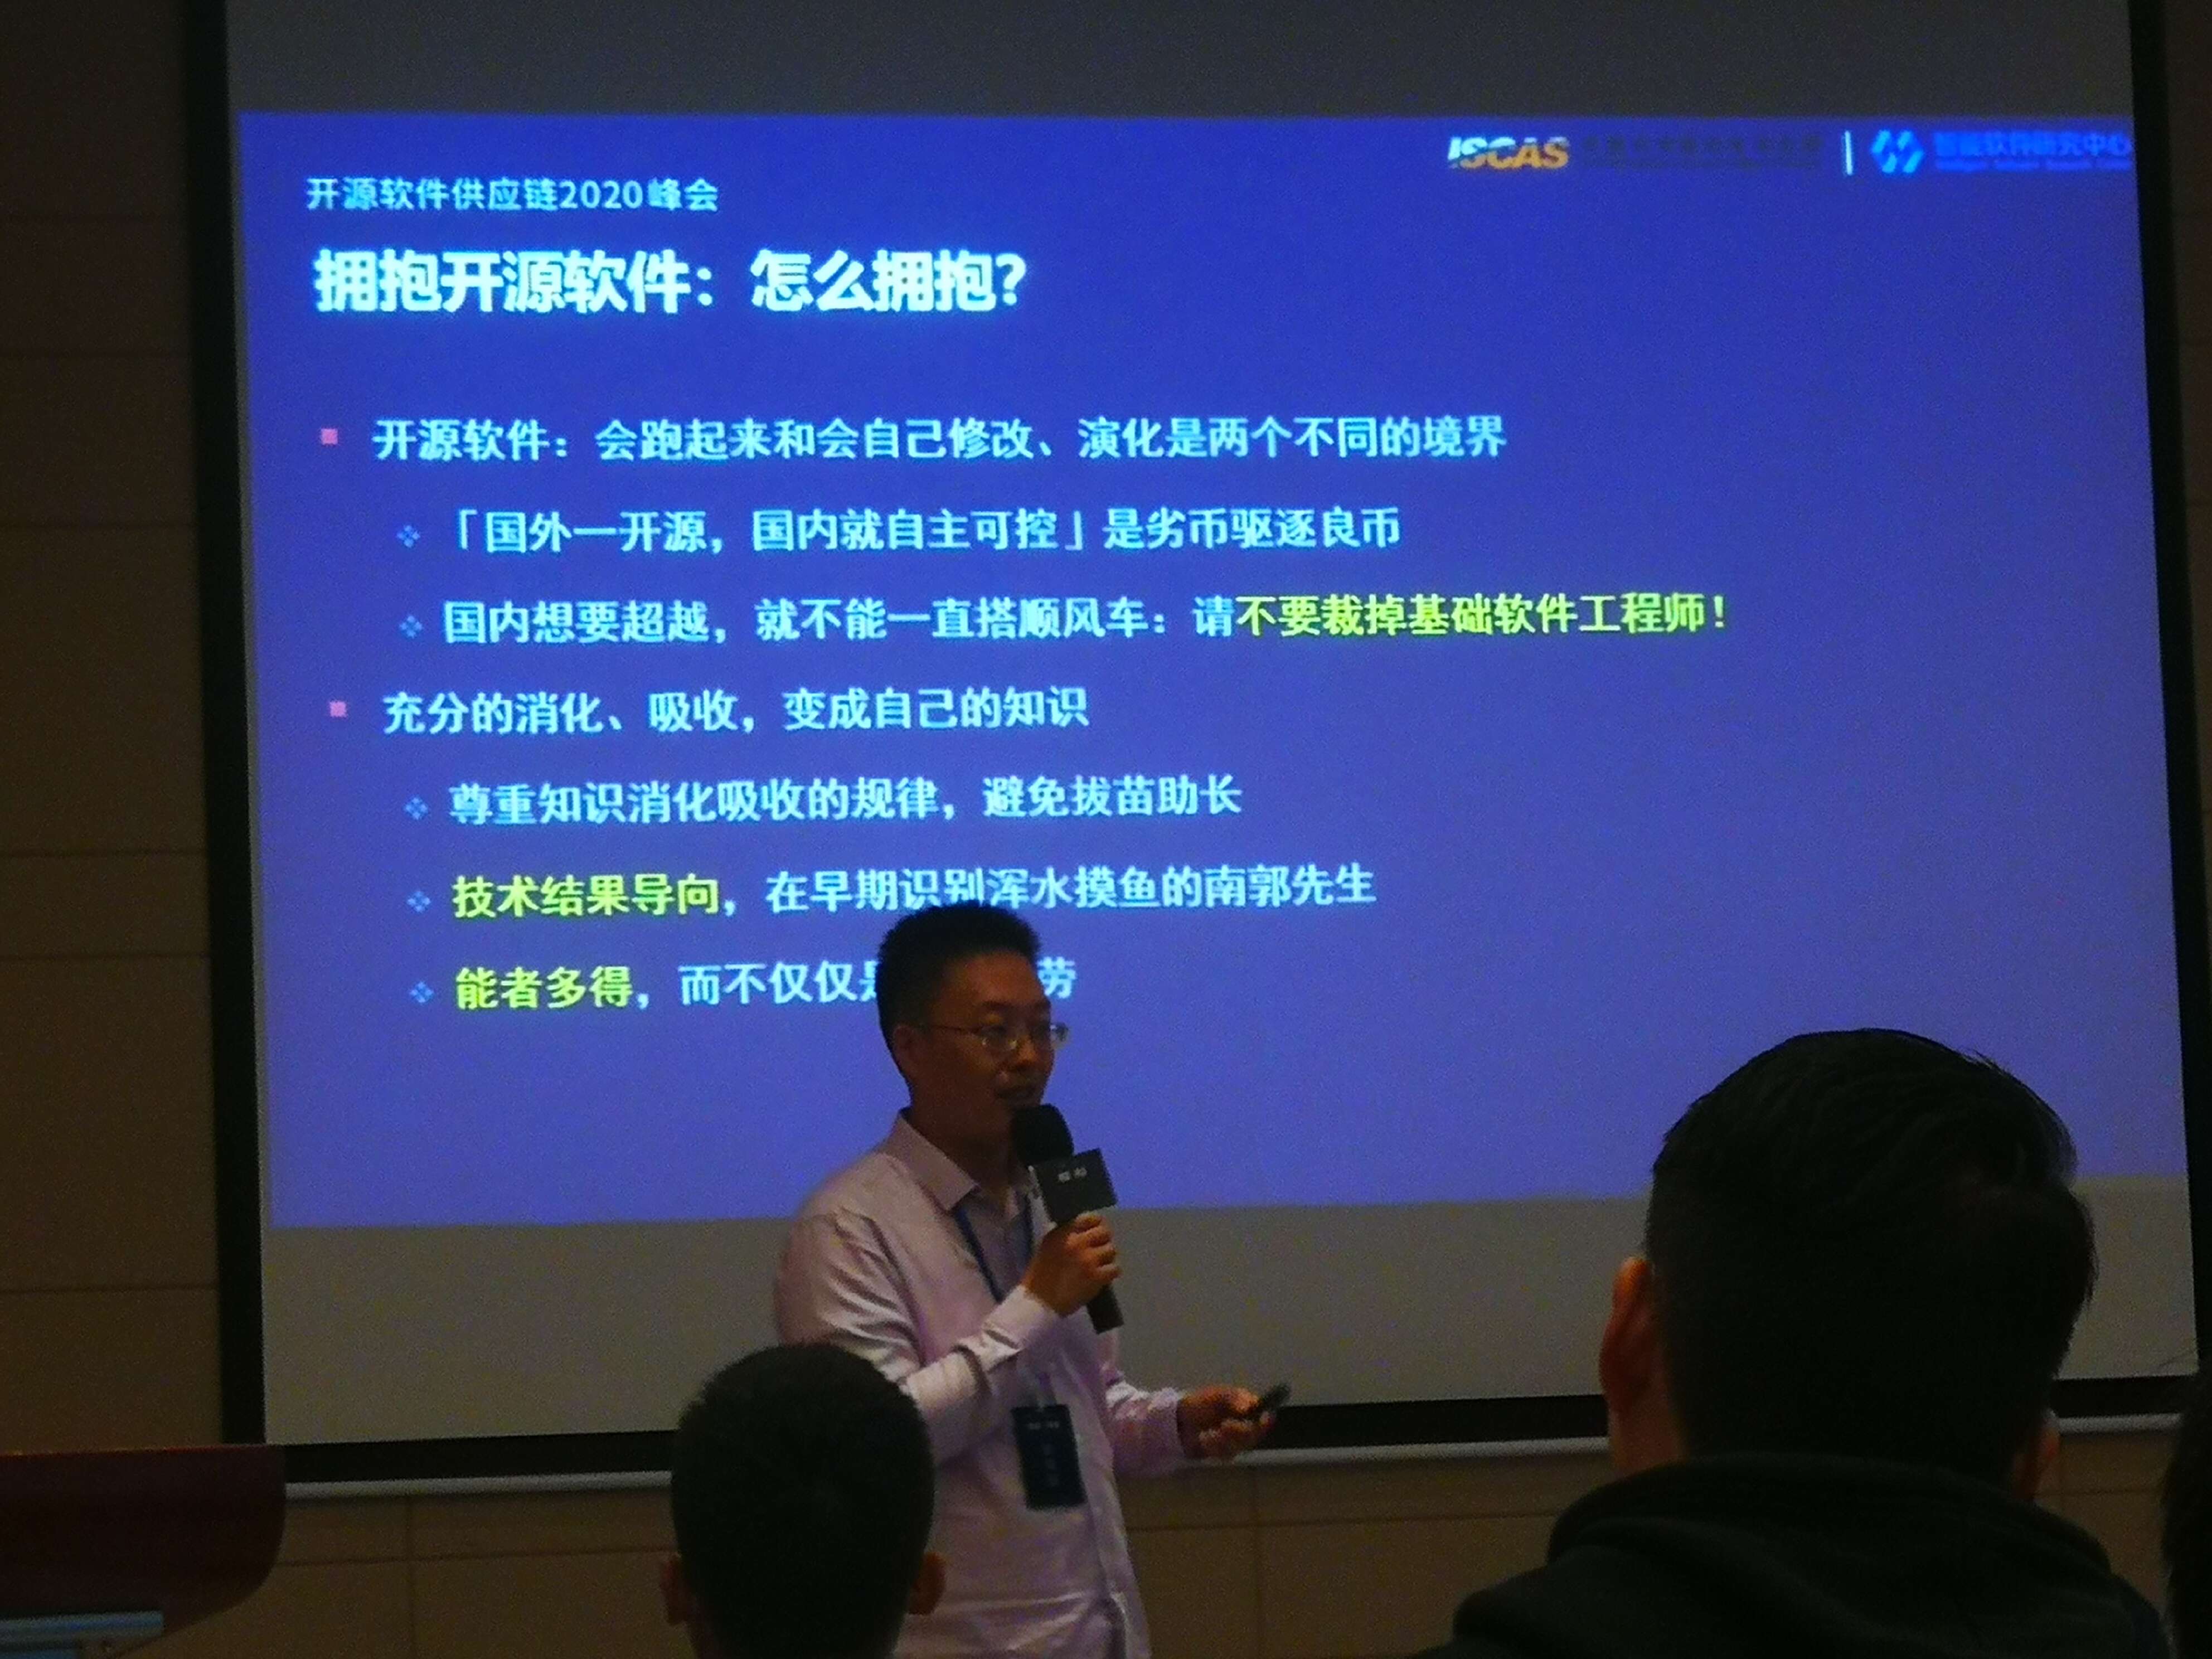 ISCAS
智能软件研究中心
开源软件供应链2020峰会
拥抱开源软件：怎么拥抱？
开源软件：会跑起来和会自己修改、演化是两个不同的境界
「国外一开源，国内就自主可控」是劣币驱逐良币
国内想要超越，就不能一直搭顺风车：请不要裁掉基础软件工程师！
充分的消化、吸收，变成自己的知识
尊重知识消化吸收的规律，避免拔苗助长
技术结果导向，在早期识别浑水摸鱼的南郭先生
能者多得，而不仅仅是劳